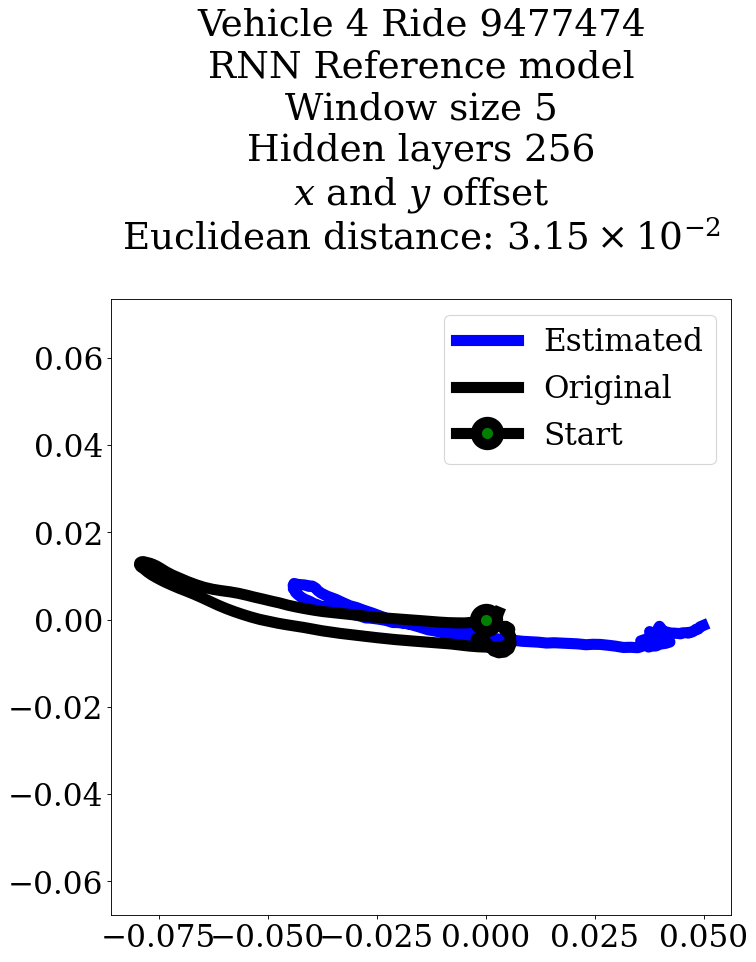 Vehicle 4 Ride 9477474
RNN Reference model
Window size 5
Hidden layers 256
x and y offset
Euclidean distance: 3.15 × 10⁻²
Estimated
Original
Start
0.06
0.04
0.02
0.00
−0.02
−0.04
−0.06
−0.075 −0.050 −0.025 0.000 0.025 0.050